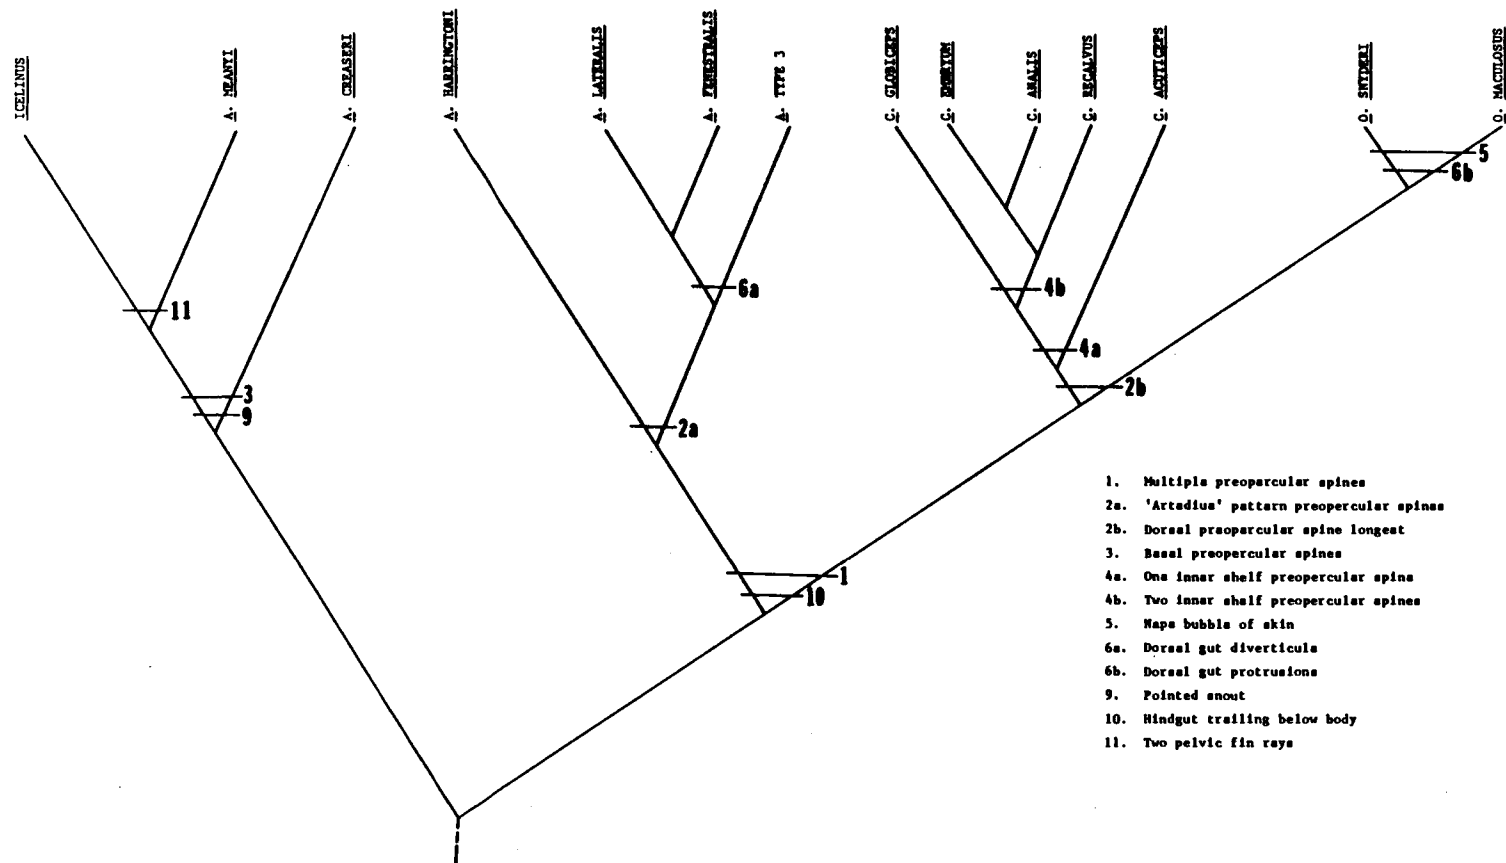 ICELINUS
A. MEANYI
A. CREASERI
A. HARRINGTONI
A. LATERALIS
A. FENESTRALIS
A. TYPE 3
C. GLOBICEPS
C. EMBRYUM
C. ANALIS
C. RECALVUS
C. ACUTICEPS
O. SNYDERI
O. MACULOSUS
5
6b
11
6a
4b
4a
3
2b
9
2a
1
10
1. Multiple preopercular spines
2a. 'Artedius' pattern preopercular spines
2b. Dorsal preopercular spine longest
3. Basal preopercular spines
4a. One inner shelf preopercular spine
4b. Two inner shelf preopercular spines
5. Nape bubble of skin
6a. Dorsal gut diverticula
6b. Dorsal gut protrusions
9. Pointed snout
10. Hindgut trailing below body
11. Two pelvic fin rays